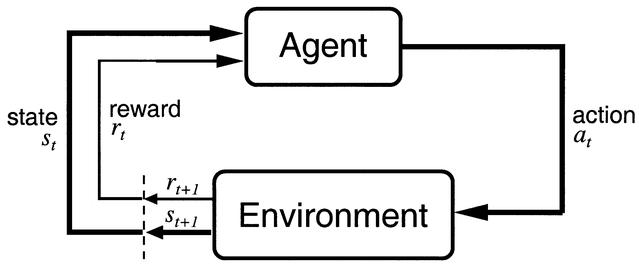 Agent
state
s_t
reward
r_t
action
a_t
r_{t+1}
s_{t+1}
Environment